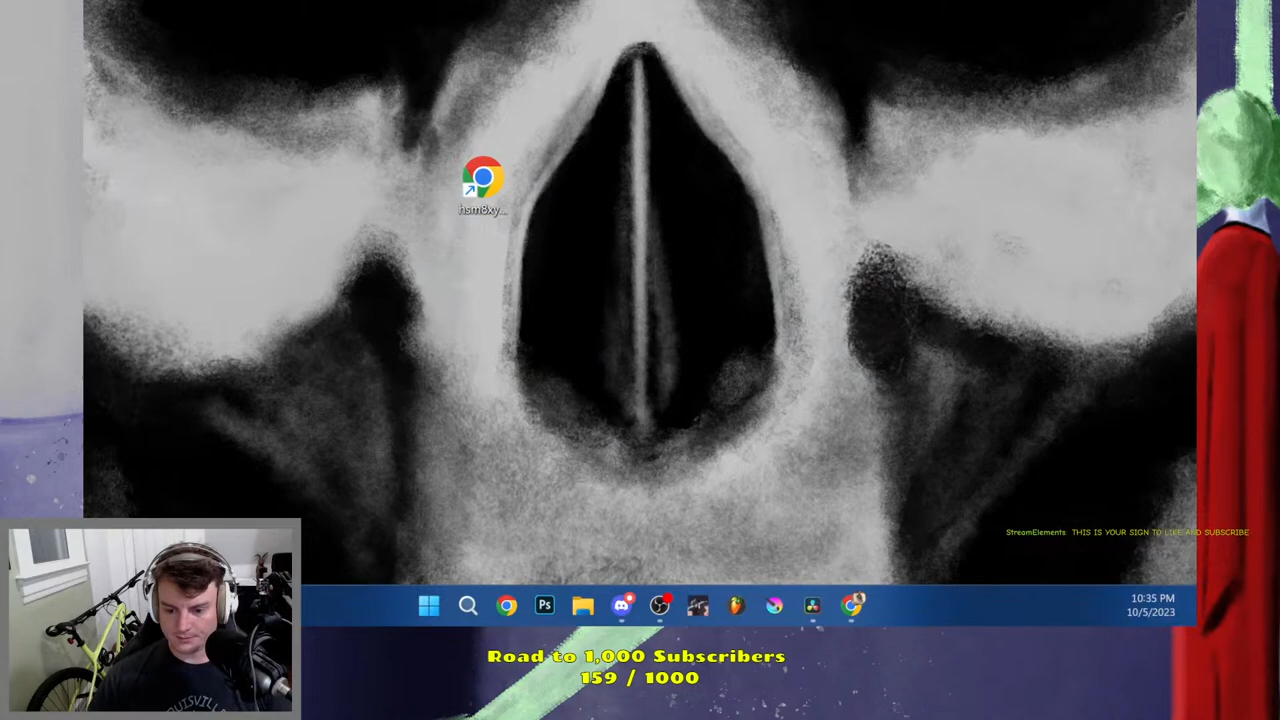 hsm8xy...
StreamElements THIS IS YOUR SIGN TO LIKE AND SUBSCRIBE
Ps
10:35 PM
10/5/2023
Road to 1,000 Subscribers
159 / 1000